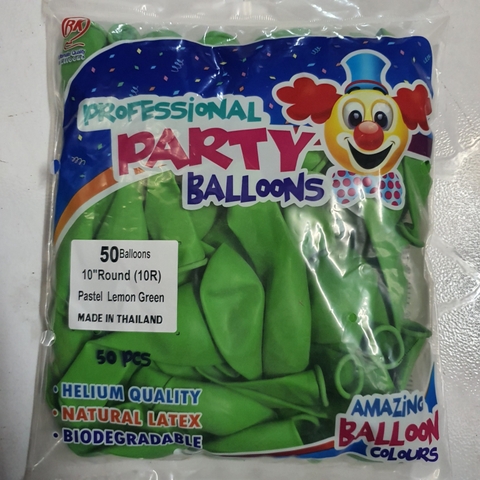 RA
PROFESSIONAL
PARTY
BALLOONS
50 Balloons
10"Round (10R)
Pastel Lemon Green
MADE IN THAILAND
50 pcs
• HELIUM QUALITY
• NATURAL LATEX
• BIODEGRADABLE
AMAZING
BALLOON
COLOURS